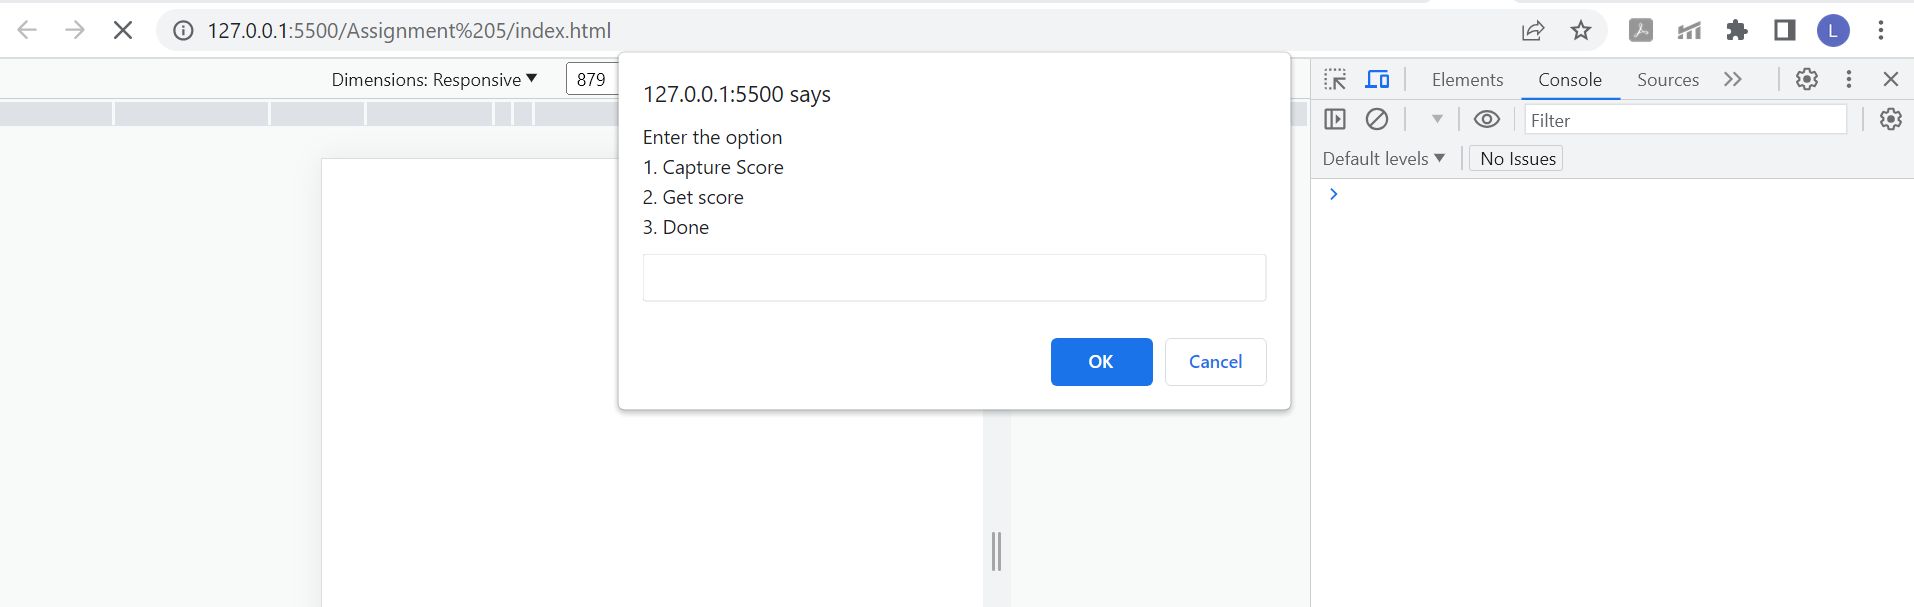 127.0.0.1:5500/Assignment%205/index.html
L
Dimensions: Responsive 879
127.0.0.1:5500 says
Enter the option
1. Capture Score
2. Get score
3. Done
OK Cancel
Elements Console Sources
Filter
Default levels No Issues